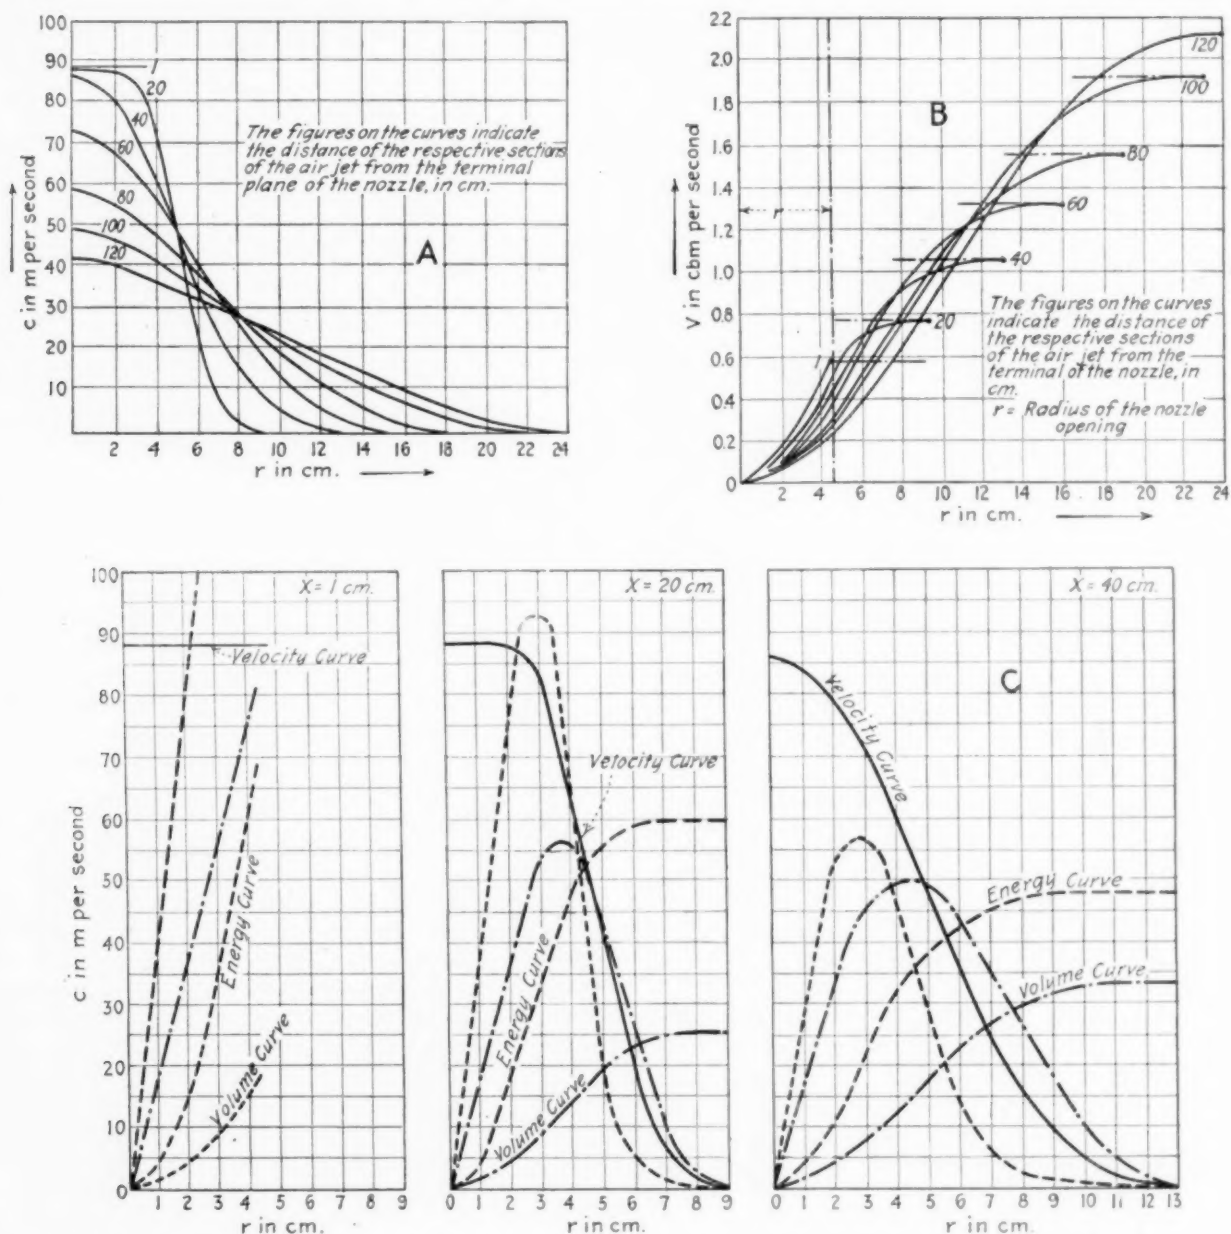 100
90
80
70
60
50
40
30
20
10
c in m per second
1
20
40
60
80
100
120
The figures on the curves indicate
the distance of the respective sections
of the air jet from the terminal
plane of the nozzle, in cm.
A
2 4 6 8 10 12 14 16 18 20 22 24
r in cm.
2.2
2.0
1.8
1.6
1.4
1.2
1.0
0.8
0.6
0.4
0.2
0
V in cbm per second
B
r
120
100
80
60
40
20
1
The figures on the curves
indicate the distance of
the respective sections
of the air jet from the
terminal of the nozzle, in
cm.
r = Radius of the nozzle
opening
2 4 6 8 10 12 14 16 18 20 22 24
r in cm.
100
90
80
70
60
50
40
30
20
10
0
c in m per second
X = 1 cm.
Velocity Curve
Energy Curve
Volume Curve
0 1 2 3 4 5 6 7 8 9
r in cm.
X = 20 cm.
Velocity Curve
Energy Curve
Volume Curve
0 1 2 3 4 5 6 7 8 9
r in cm.
X = 40 cm.
C
Velocity Curve
Energy Curve
Volume Curve
0 1 2 3 4 5 6 7 8 9 10 11 12 13
r in cm.